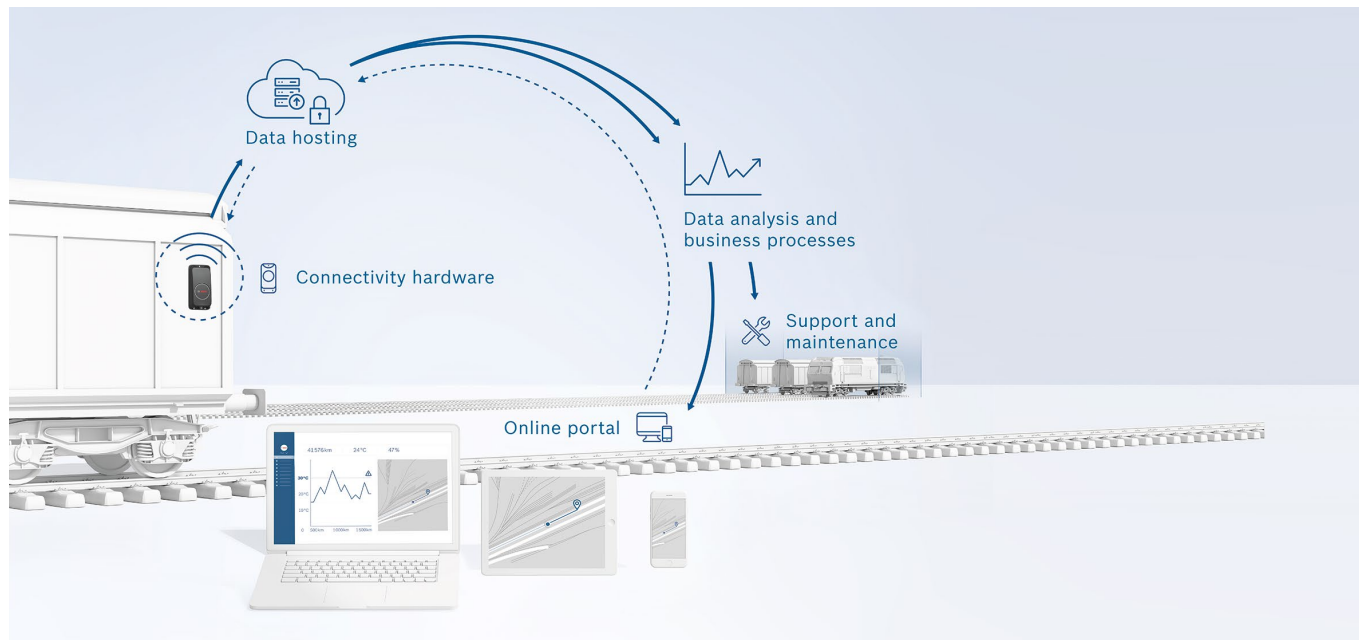 Data hosting
Data analysis and
business processes
Connectivity hardware
Support and
maintenance
Online portal
41576km 24°C 47%
30°C
20°C
10°C
0